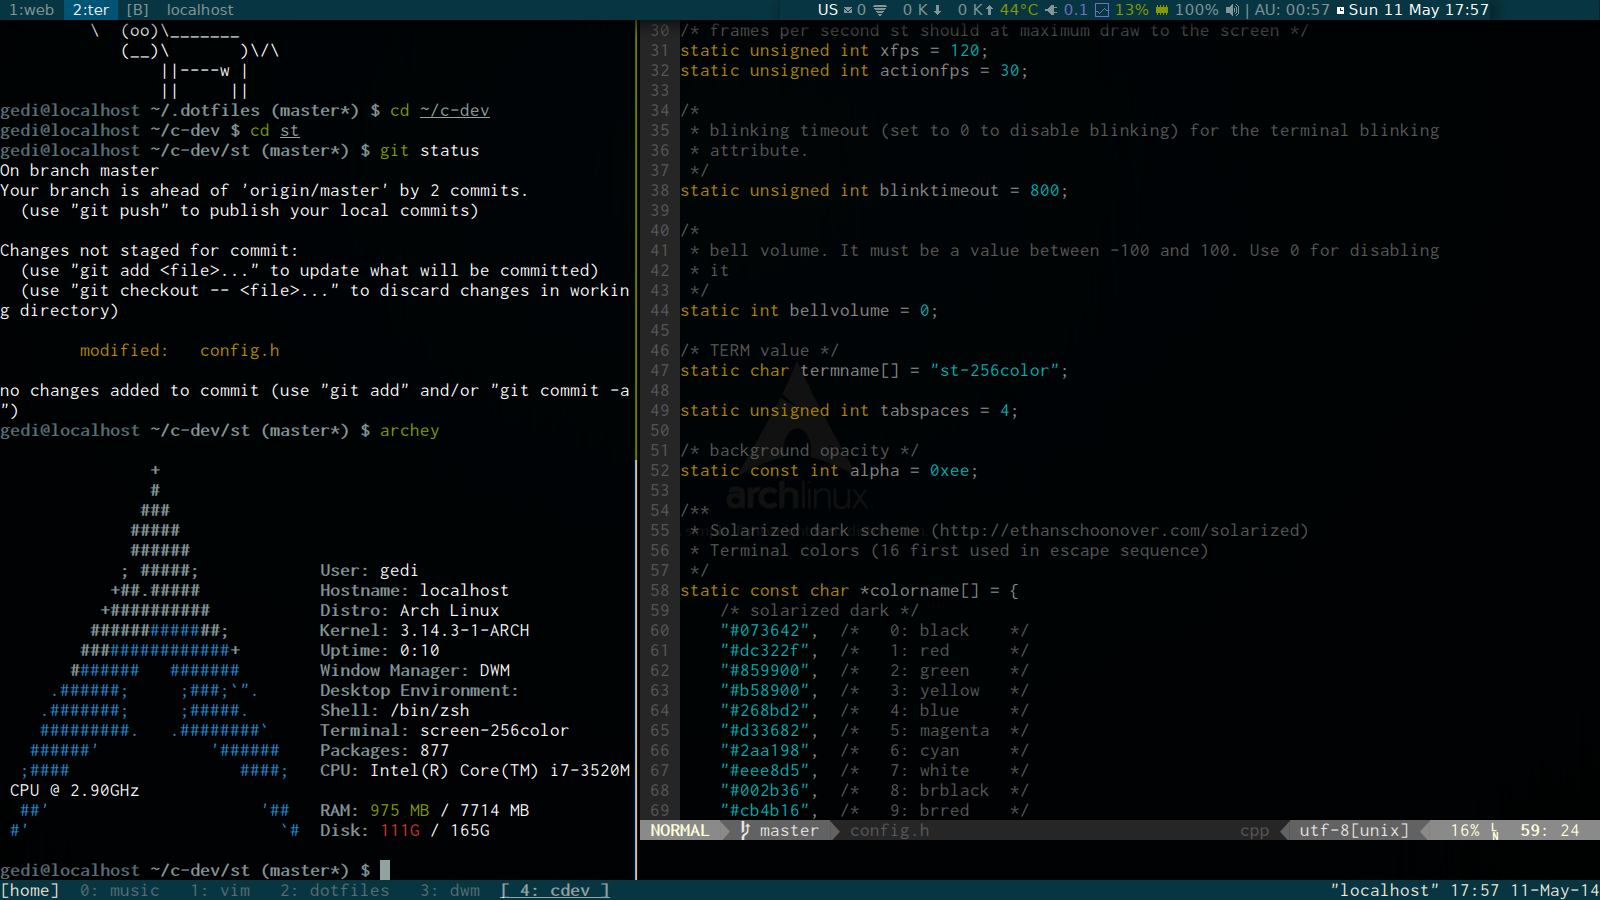 1:web 2:ter [B] localhost US 0 0 K 0 K 44°C 0.1 13% 100% | AU: 00:57 Sun 11 May 17:57
\ (oo)\_______
(__)\ )\/\
||----w |
|| ||
gedi@localhost ~/.dotfiles (master*) $ cd ~/c-dev
gedi@localhost ~/c-dev $ cd st
gedi@localhost ~/c-dev/st (master*) $ git status
On branch master
Your branch is ahead of 'origin/master' by 2 commits.
(use "git push" to publish your local commits)
Changes not staged for commit:
(use "git add <file>..." to update what will be committed)
(use "git checkout -- <file>..." to discard changes in workin
g directory)
modified: config.h
no changes added to commit (use "git add" and/or "git commit -a
")
gedi@localhost ~/c-dev/st (master*) $ archey
+
#
###
#####
######
; #####; User: gedi
+##.##### Hostname: localhost
+########## Distro: Arch Linux
#############; Kernel: 3.14.3-1-ARCH
###############+ Uptime: 0:10
####### ####### Window Manager: DWM
.######; ;###;`". Desktop Environment:
.#######; ;#####. Shell: /bin/zsh
#########. .########` Terminal: screen-256color
######' '###### Packages: 877
;#### ####; CPU: Intel(R) Core(TM) i7-3520M
CPU @ 2.90GHz
##' '## RAM: 975 MB / 7714 MB
#' `# Disk: 111G / 165G
gedi@localhost ~/c-dev/st (master*) $
30 /* frames per second st should at maximum draw to the screen */
31 static unsigned int xfps = 120;
32 static unsigned int actionfps = 30;
33
34 /*
35 * blinking timeout (set to 0 to disable blinking) for the terminal blinking
36 * attribute.
37 */
38 static unsigned int blinktimeout = 800;
39
40 /*
41 * bell volume. It must be a value between -100 and 100. Use 0 for disabling
42 * it
43 */
44 static int bellvolume = 0;
45
46 /* TERM value */
47 static char termname[] = "st-256color";
48
49 static unsigned int tabspaces = 4;
50
51 /* background opacity */
52 static const int alpha = 0xee;
53
archlinux
54 /**
55 * Solarized dark scheme (http://ethanschoonover.com/solarized)
56 * Terminal colors (16 first used in escape sequence)
57 */
58 static const char *colorname[] = {
59 /* solarized dark */
60 "#073642", /* 0: black */
61 "#dc322f", /* 1: red */
62 "#859900", /* 2: green */
63 "#b58900", /* 3: yellow */
64 "#268bd2", /* 4: blue */
65 "#d33682", /* 5: magenta */
66 "#2aa198", /* 6: cyan */
67 "#eee8d5", /* 7: white */
68 "#002b36", /* 8: brblack */
69 "#cb4b16", /* 9: brred */
NORMAL master config.h cpp utf-8[unix] 16% LN 59: 24
[home] 0: music 1: vim 2: dotfiles 3: dwm [ 4: cdev ] "localhost" 17:57 11-May-14